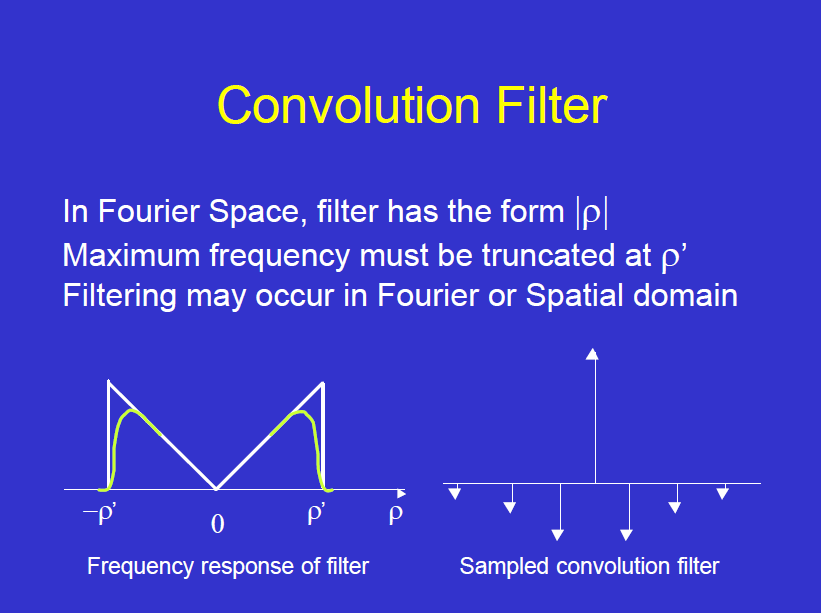 Convolution Filter
In Fourier Space, filter has the form |ρ|
Maximum frequency must be truncated at ρ’
Filtering may occur in Fourier or Spatial domain
–ρ’
0
ρ’
ρ
Frequency response of filter
Sampled convolution filter